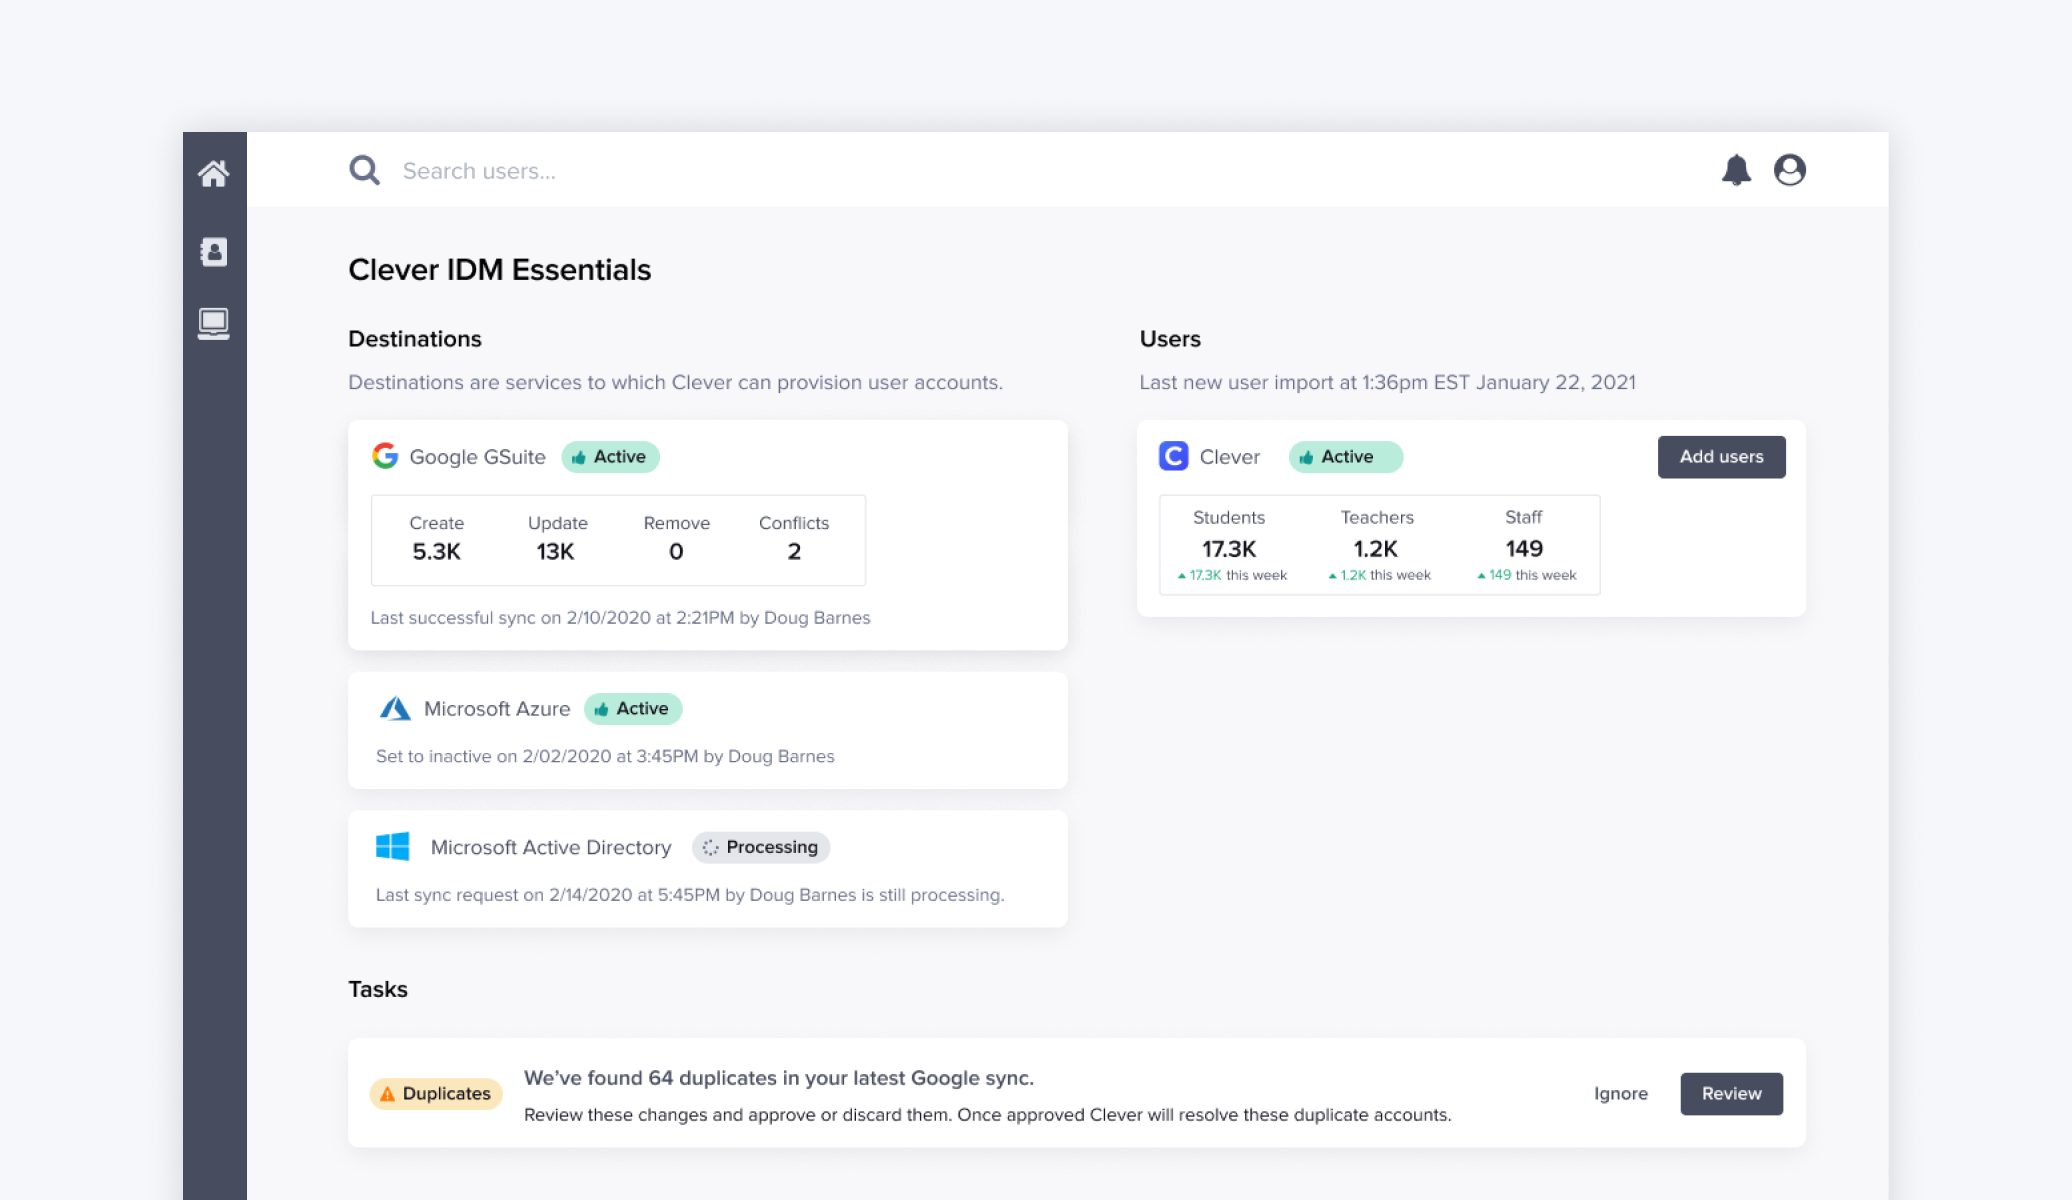 Search users...
Clever IDM Essentials
Destinations
Destinations are services to which Clever can provision user accounts.
Google GSuite Active
Create Update Remove Conflicts
5.3K 13K 0 2
Last successful sync on 2/10/2020 at 2:21PM by Doug Barnes
Microsoft Azure Active
Set to inactive on 2/02/2020 at 3:45PM by Doug Barnes
Microsoft Active Directory Processing
Last sync request on 2/14/2020 at 5:45PM by Doug Barnes is still processing.
Users
Last new user import at 1:36pm EST January 22, 2021
C Clever Active Add users
Students Teachers Staff
17.3K 1.2K 149
17.3K this week 1.2K this week 149 this week
Tasks
Duplicates
We’ve found 64 duplicates in your latest Google sync.
Review these changes and approve or discard them. Once approved Clever will resolve these duplicate accounts.
Ignore Review